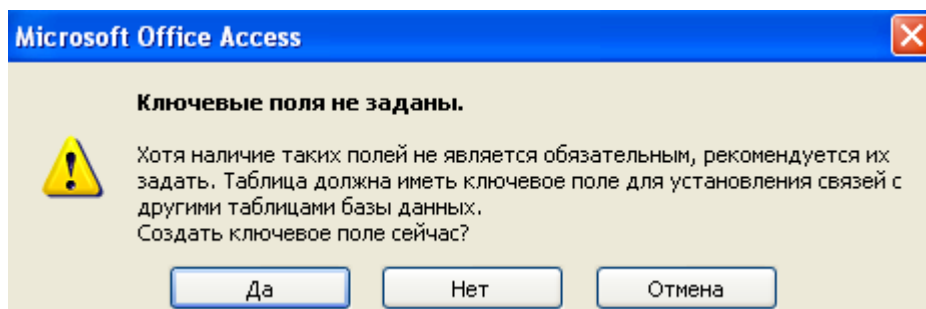 Microsoft Office Access
Ключевые поля не заданы.
Хотя наличие таких полей не является обязательным, рекомендуется их
задать. Таблица должна иметь ключевое поле для установления связей с
другими таблицами базы данных.
Создать ключевое поле сейчас?
Да Нет Отмена